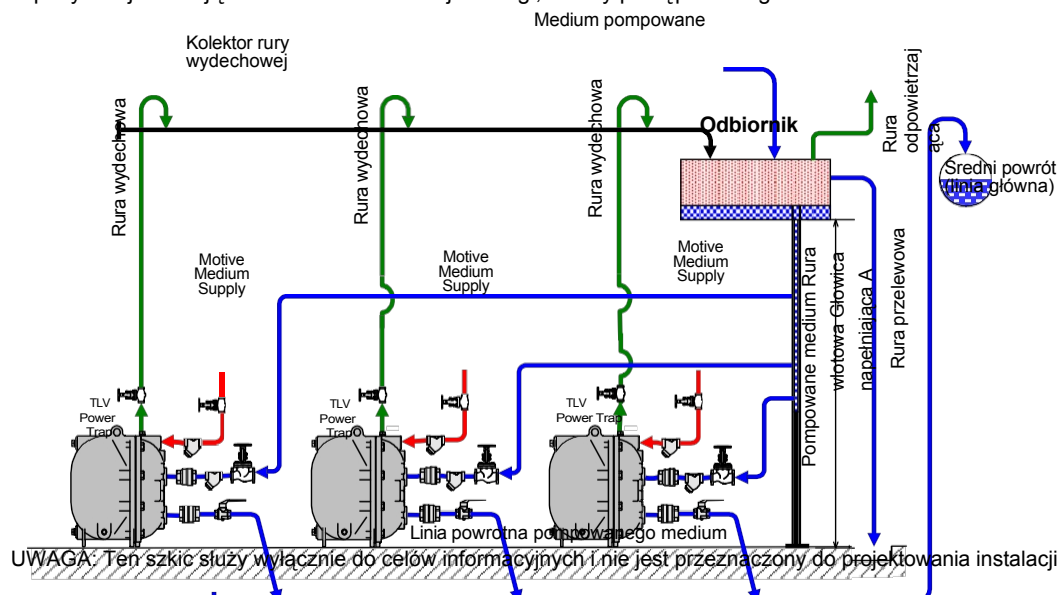 Medium pompowane
Kolektor rury
wydechowej
Rura wydechowa
Rura wydechowa
Rura wydechowa
Odbiornik
Rura
odpowietrzaj
ąca
Średni powrót
(linia główna)
Motive
Medium
Supply
Motive
Medium
Supply
Motive
Medium
Supply
Pompowane medium Rura
wlotowa Głowica
napełniająca A
Rura przelewowa
TLV
Power
Trap
TLV
Power
Trap
TLV
Power Trap
Linia powrotna pompowanego medium
UWAGA: Ten szkic służy wyłącznie do celów informacyjnych i nie jest przeznaczony do projektowania instalacji